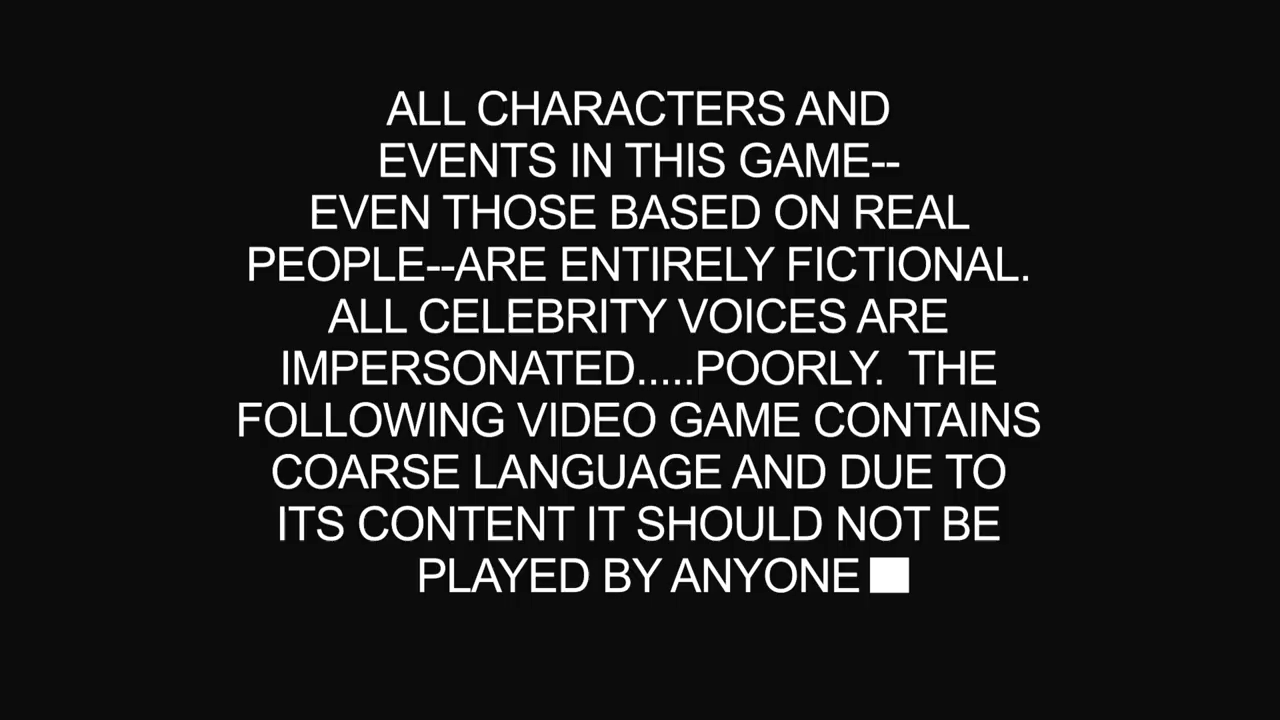 ALL CHARACTERS AND
EVENTS IN THIS GAME--
EVEN THOSE BASED ON REAL
PEOPLE--ARE ENTIRELY FICTIONAL.
ALL CELEBRITY VOICES ARE
IMPERSONATED.....POORLY.  THE
FOLLOWING VIDEO GAME CONTAINS
COARSE LANGUAGE AND DUE TO
ITS CONTENT IT SHOULD NOT BE
PLAYED BY ANYONE